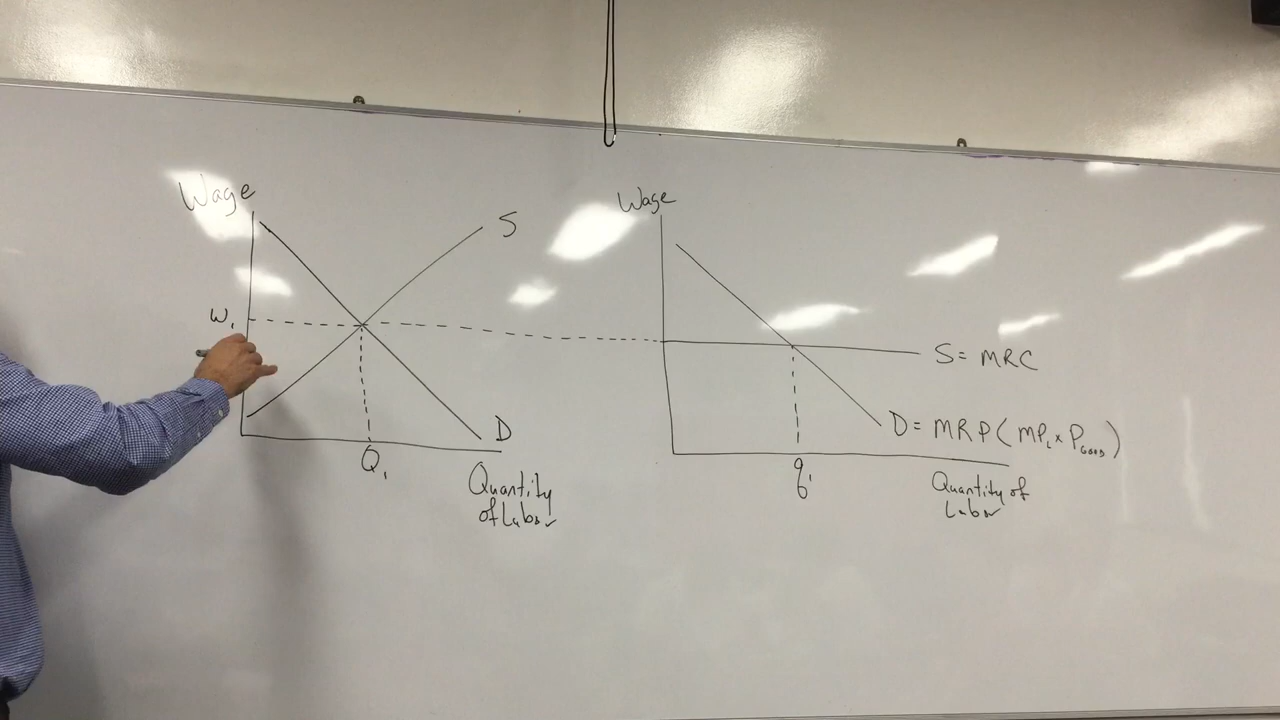 Wage
S
W₁
D
Q₁
Quantity
of Labor
Wage
S = MRC
D = MRP (MP_L x P_Good)
q₁
Quantity of
Labor